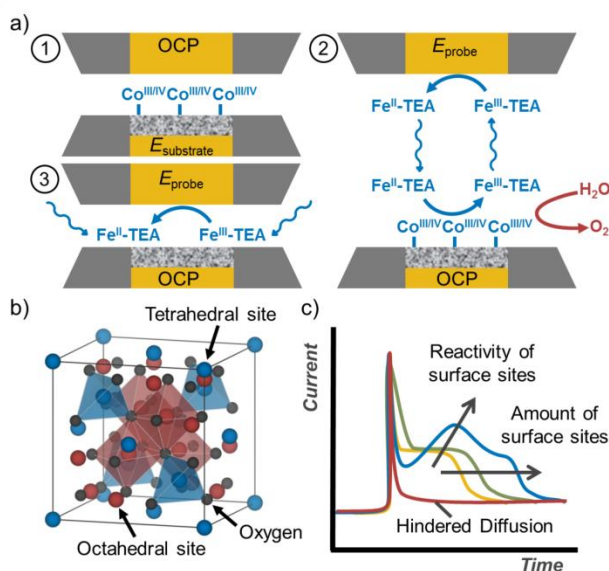 a)
1
OCP
Co^III/IV Co^III/IV Co^III/IV
E_substrate
2
E_probe
Fe^II–TEA Fe^III–TEA
Fe^II–TEA Fe^III–TEA
H₂O
O₂
Co^III/IV Co^III/IV Co^III/IV
OCP
3
E_probe
Fe^II–TEA Fe^III–TEA
OCP
b)
Tetrahedral site
Oxygen
Octahedral site
c)
Current
Reactivity of
surface sites
Amount of
surface sites
Hindered Diffusion
Time